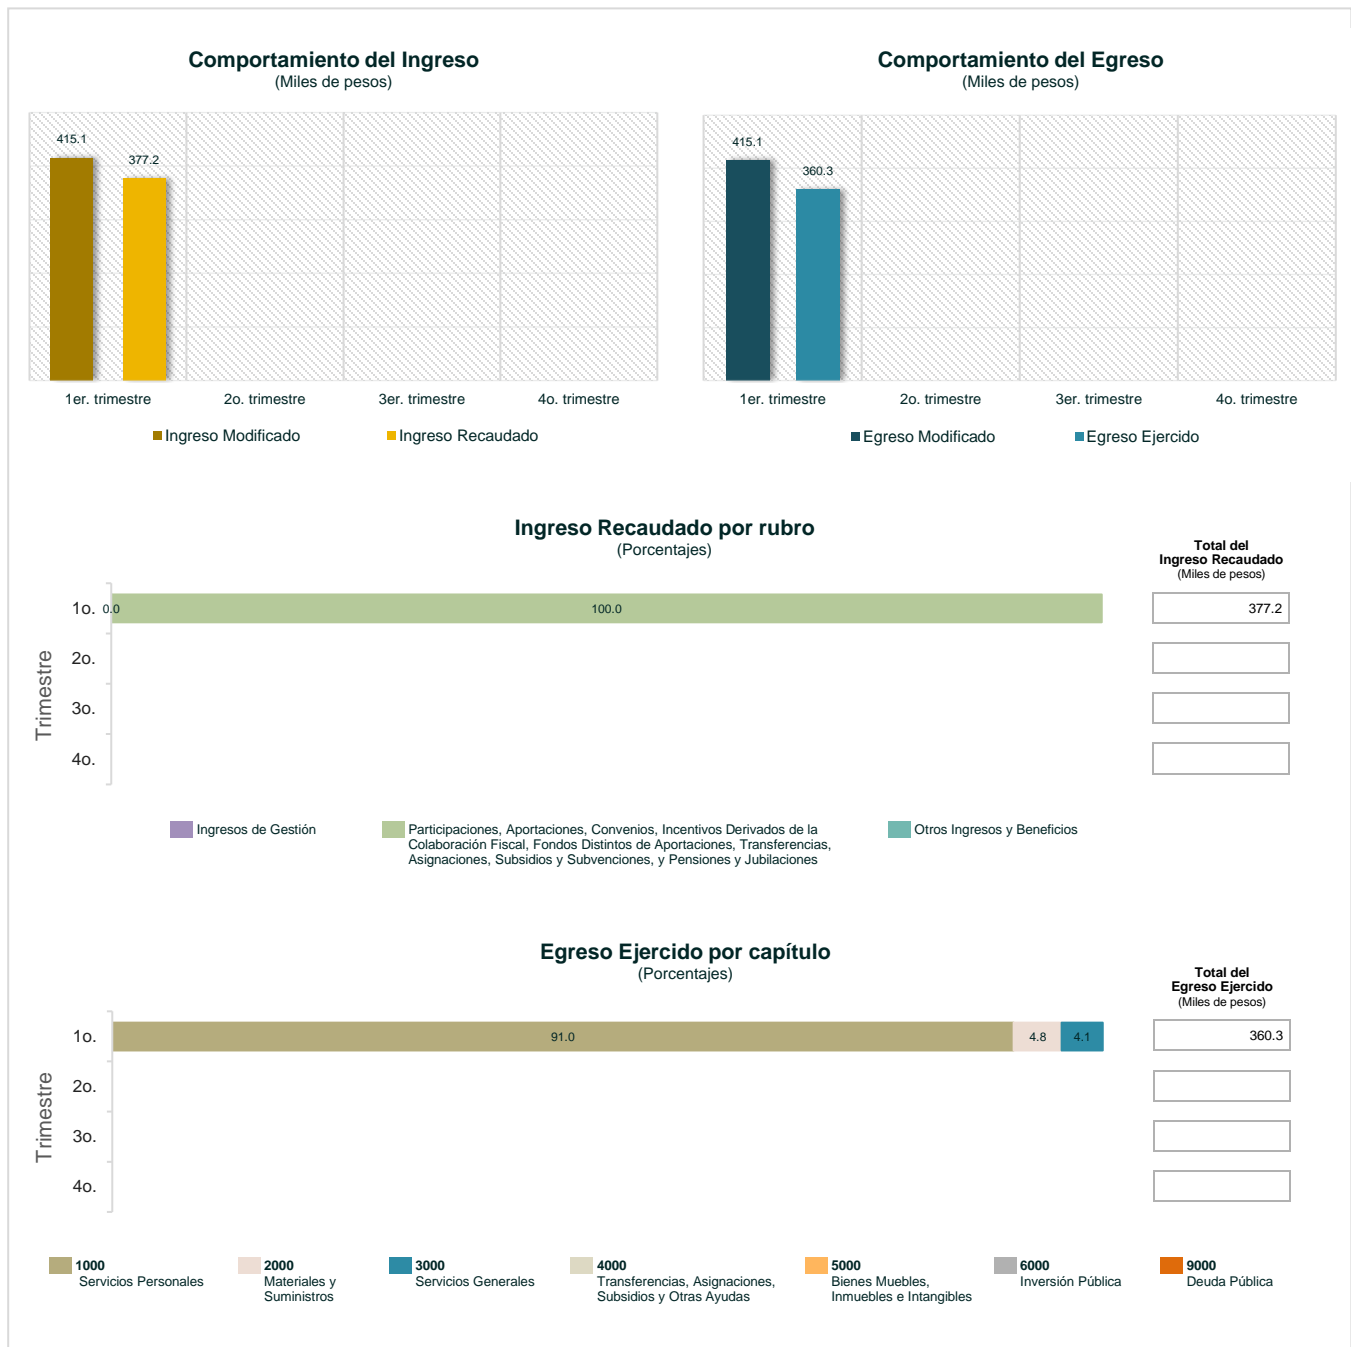 Comportamiento del Ingreso
(Miles de pesos)
415.1
377.2
1er. trimestre
2o. trimestre
3er. trimestre
4o. trimestre
Ingreso Modificado
Ingreso Recaudado
Comportamiento del Egreso
(Miles de pesos)
415.1
360.3
1er. trimestre
2o. trimestre
3er. trimestre
4o. trimestre
Egreso Modificado
Egreso Ejercido
Ingreso Recaudado por rubro
(Porcentajes)
Total del
Ingreso Recaudado
(Miles de pesos)
Trimestre
1o.
0.0
100.0
377.2
2o.
3o.
4o.
Ingresos de Gestión
Participaciones, Aportaciones, Convenios, Incentivos Derivados de la
Colaboración Fiscal, Fondos Distintos de Aportaciones, Transferencias,
Asignaciones, Subsidios y Subvenciones, y Pensiones y Jubilaciones
Otros Ingresos y Beneficios
Egreso Ejercido por capítulo
(Porcentajes)
Total del
Egreso Ejercido
(Miles de pesos)
Trimestre
1o.
91.0
4.8
4.1
360.3
2o.
3o.
4o.
1000
Servicios Personales
2000
Materiales y
Suministros
3000
Servicios Generales
4000
Transferencias, Asignaciones,
Subsidios y Otras Ayudas
5000
Bienes Muebles,
Inmuebles e Intangibles
6000
Inversión Pública
9000
Deuda Pública